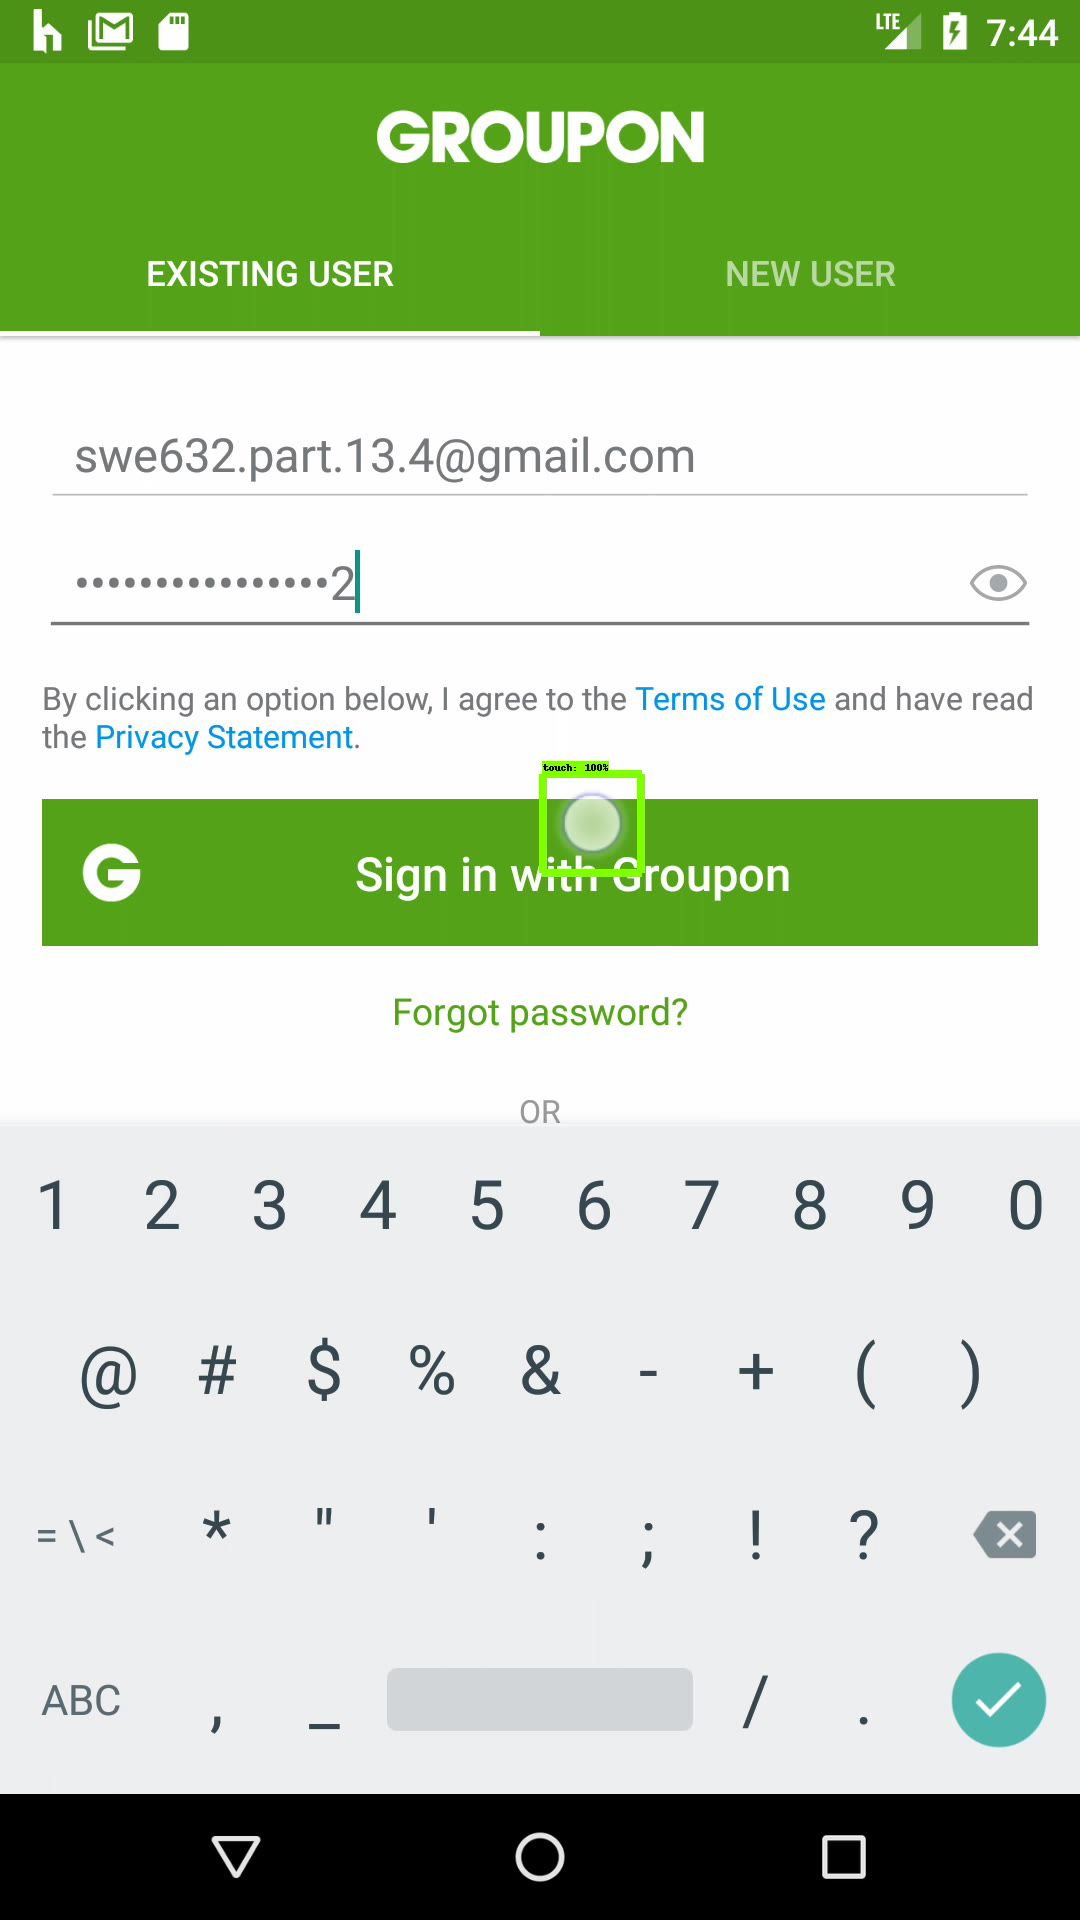 LTE 7:44
GROUPON
EXISTING USER NEW USER
swe632.part.13.4@gmail.com
••••••••••••••••2
By clicking an option below, I agree to the Terms of Use and have read
the Privacy Statement.
touch: 100%
G Sign in with Groupon
Forgot password?
OR
1 2 3 4 5 6 7 8 9 0
@ # $ % & - + ( )
= \ < * " ' : ; ! ?
ABC , _ / .